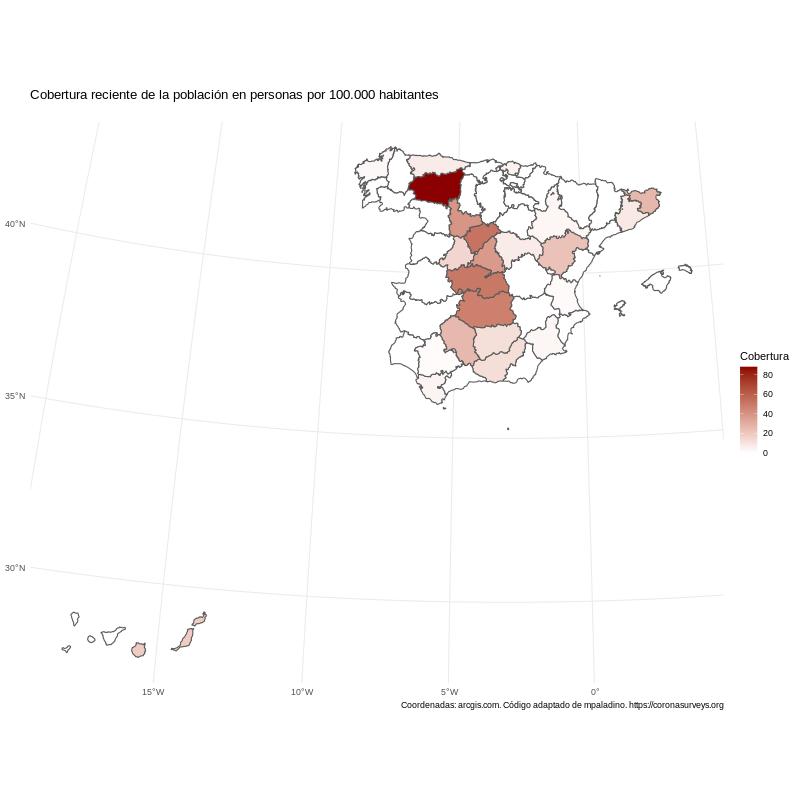 Cobertura reciente de la población en personas por 100.000 habitantes
40°N
35°N
30°N
15°W
10°W
5°W
0°
Cobertura
80
60
40
20
0
Coordenadas: arcgis.com. Código adaptado de mpaladino. https://coronasurveys.org